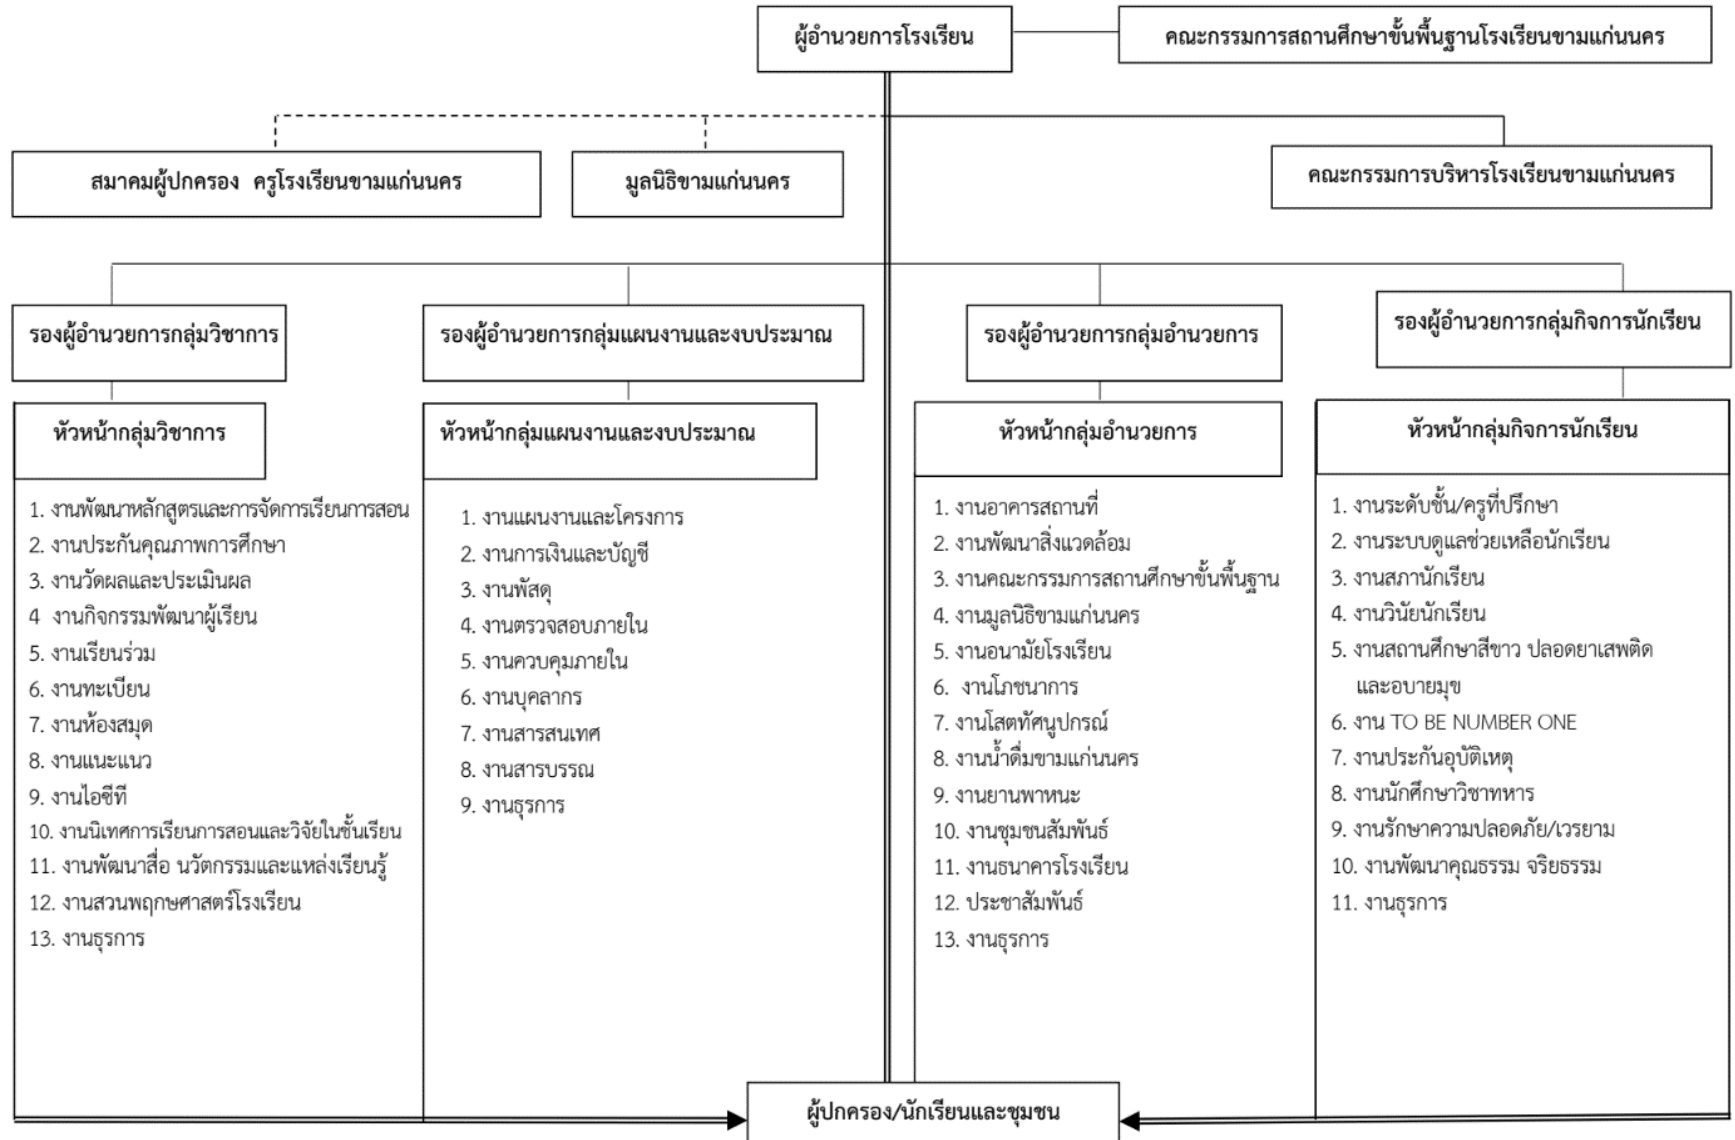 ผู้อำนวยการโรงเรียน
คณะกรรมการสถานศึกษาขั้นพื้นฐานโรงเรียนขามแก่นนคร
สมาคมผู้ปกครอง ครูโรงเรียนขามแก่นนคร
มูลนิธิขามแก่นนคร
คณะกรรมการบริหารโรงเรียนขามแก่นนคร
รองผู้อำนวยการกลุ่มวิชาการ
รองผู้อำนวยการกลุ่มแผนงานและงบประมาณ
รองผู้อำนวยการกลุ่มอำนวยการ
รองผู้อำนวยการกลุ่มกิจการนักเรียน
หัวหน้ากลุ่มวิชาการ
1. งานพัฒนาหลักสูตรและการจัดการเรียนการสอน
2. งานประกันคุณภาพการศึกษา
3. งานวัดผลและประเมินผล
4 งานกิจกรรมพัฒนาผู้เรียน
5. งานเรียนร่วม
6. งานทะเบียน
7. งานห้องสมุด
8. งานแนะแนว
9. งานไอซีที
10. งานนิเทศการเรียนการสอนและวิจัยในชั้นเรียน
11. งานพัฒนาสื่อ นวัตกรรมและแหล่งเรียนรู้
12. งานสวนพฤกษศาสตร์โรงเรียน
13. งานธุรการ
หัวหน้ากลุ่มแผนงานและงบประมาณ
1. งานแผนงานและโครงการ
2. งานการเงินและบัญชี
3. งานพัสดุ
4. งานตรวจสอบภายใน
5. งานควบคุมภายใน
6. งานบุคลากร
7. งานสารสนเทศ
8. งานสารบรรณ
9. งานธุรการ
หัวหน้ากลุ่มอำนวยการ
1. งานอาคารสถานที่
2. งานพัฒนาสิ่งแวดล้อม
3. งานคณะกรรมการสถานศึกษาขั้นพื้นฐาน
4. งานมูลนิธิขามแก่นนคร
5. งานอนามัยโรงเรียน
6. งานโภชนาการ
7. งานโสตทัศนูปกรณ์
8. งานน้ำดื่มขามแก่นนคร
9. งานยานพาหนะ
10. งานชุมชนสัมพันธ์
11. งานธนาคารโรงเรียน
12. ประชาสัมพันธ์
13. งานธุรการ
หัวหน้ากลุ่มกิจการนักเรียน
1. งานระดับชั้น/ครูที่ปรึกษา
2. งานระบบดูแลช่วยเหลือนักเรียน
3. งานสภานักเรียน
4. งานวินัยนักเรียน
5. งานสถานศึกษาสีขาว ปลอดยาเสพติด
และอบายมุข
6. งาน TO BE NUMBER ONE
7. งานประกันอุบัติเหตุ
8. งานนักศึกษาวิชาทหาร
9. งานรักษาความปลอดภัย/เวรยาม
10. งานพัฒนาคุณธรรม จริยธรรม
11. งานธุรการ
ผู้ปกครอง/นักเรียนและชุมชน